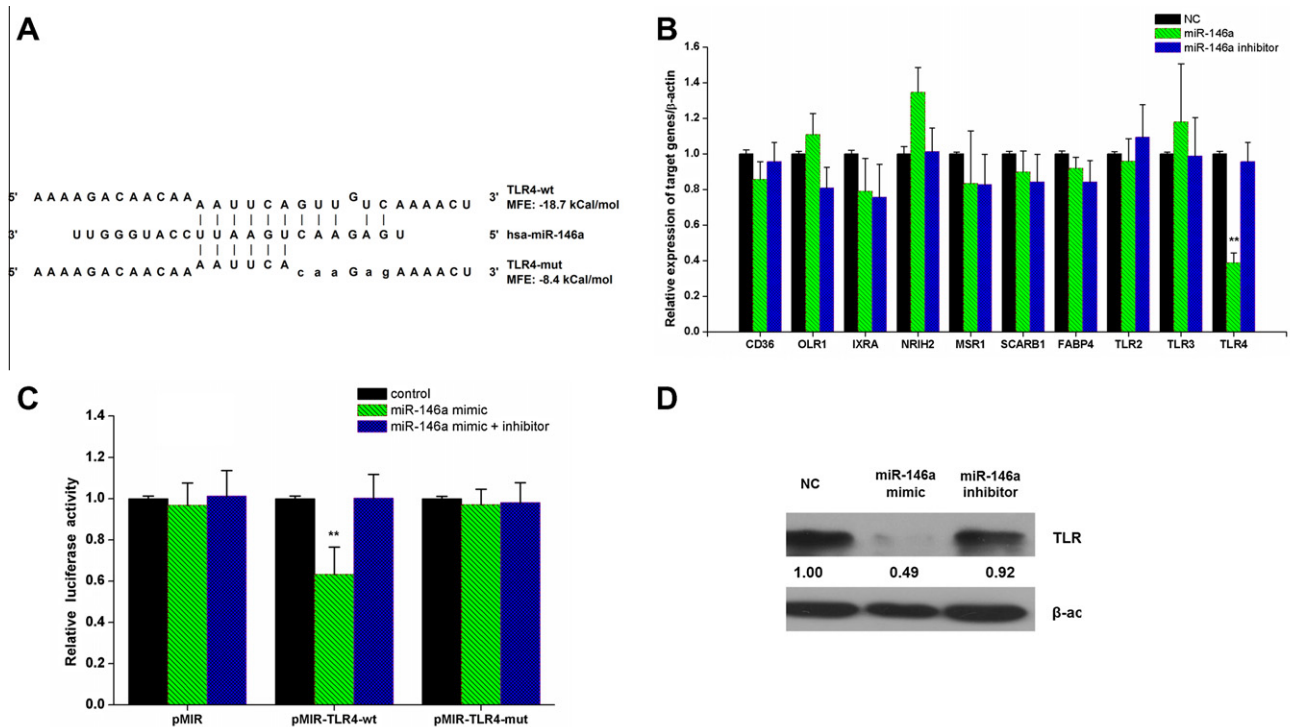 A
5' AAAAGACAACAA AAUUCAGUUGUC AAAACU 3' TLR4-wt
MFE: -18.7 kCal/mol
3' UUGGGUACCUUAAGUCAAGAGU 5' hsa-miR-146a
5' AAAAGACAACAA AAUUCA caaGag AAAACU 3' TLR4-mut
MFE: -8.4 kCal/mol
B
NC
miR-146a
miR-146a inhibitor
Relative expression of target genes/β-actin
1.6
1.4
1.2
1.0
0.8
0.6
0.4
0.2
0.0
**
CD36 OLR1 IXRA NRIH2 MSR1 SCARB1 FABP4 TLR2 TLR3 TLR4
C
control
miR-146a mimic
miR-146a mimic + inhibitor
Relative luciferase activity
1.4
1.2
1.0
0.8
0.6
0.4
0.2
0.0
**
pMIR pMIR-TLR4-wt pMIR-TLR4-mut
D
NC miR-146a mimic miR-146a inhibitor
TLR
1.00 0.49 0.92
β-ac